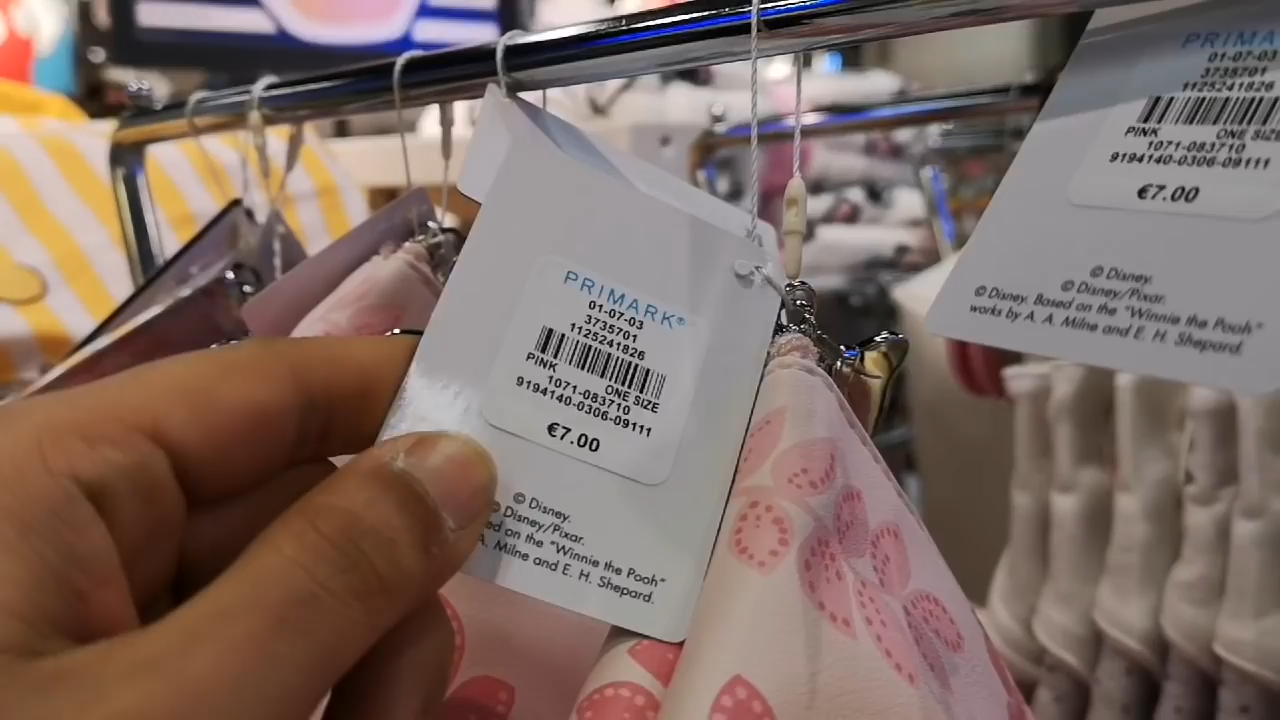 PRIMARK®
01-07-03
3735701
1125241826
PINK ONE SIZE
1071-083710
9194140-0306-09111
€7.00
© Disney.
© Disney/Pixar.
on the "Winnie the Pooh"
A. Milne and E. H. Shepard.
01-07-03
3735701
1125241826
PINK ONE SIZE
1071-083710
9194140-0306-09111
€7.00
© Disney.
© Disney/Pixar.
© Disney. Based on the "Winnie the Pooh"
works by A. A. Milne and E. H. Shepard.